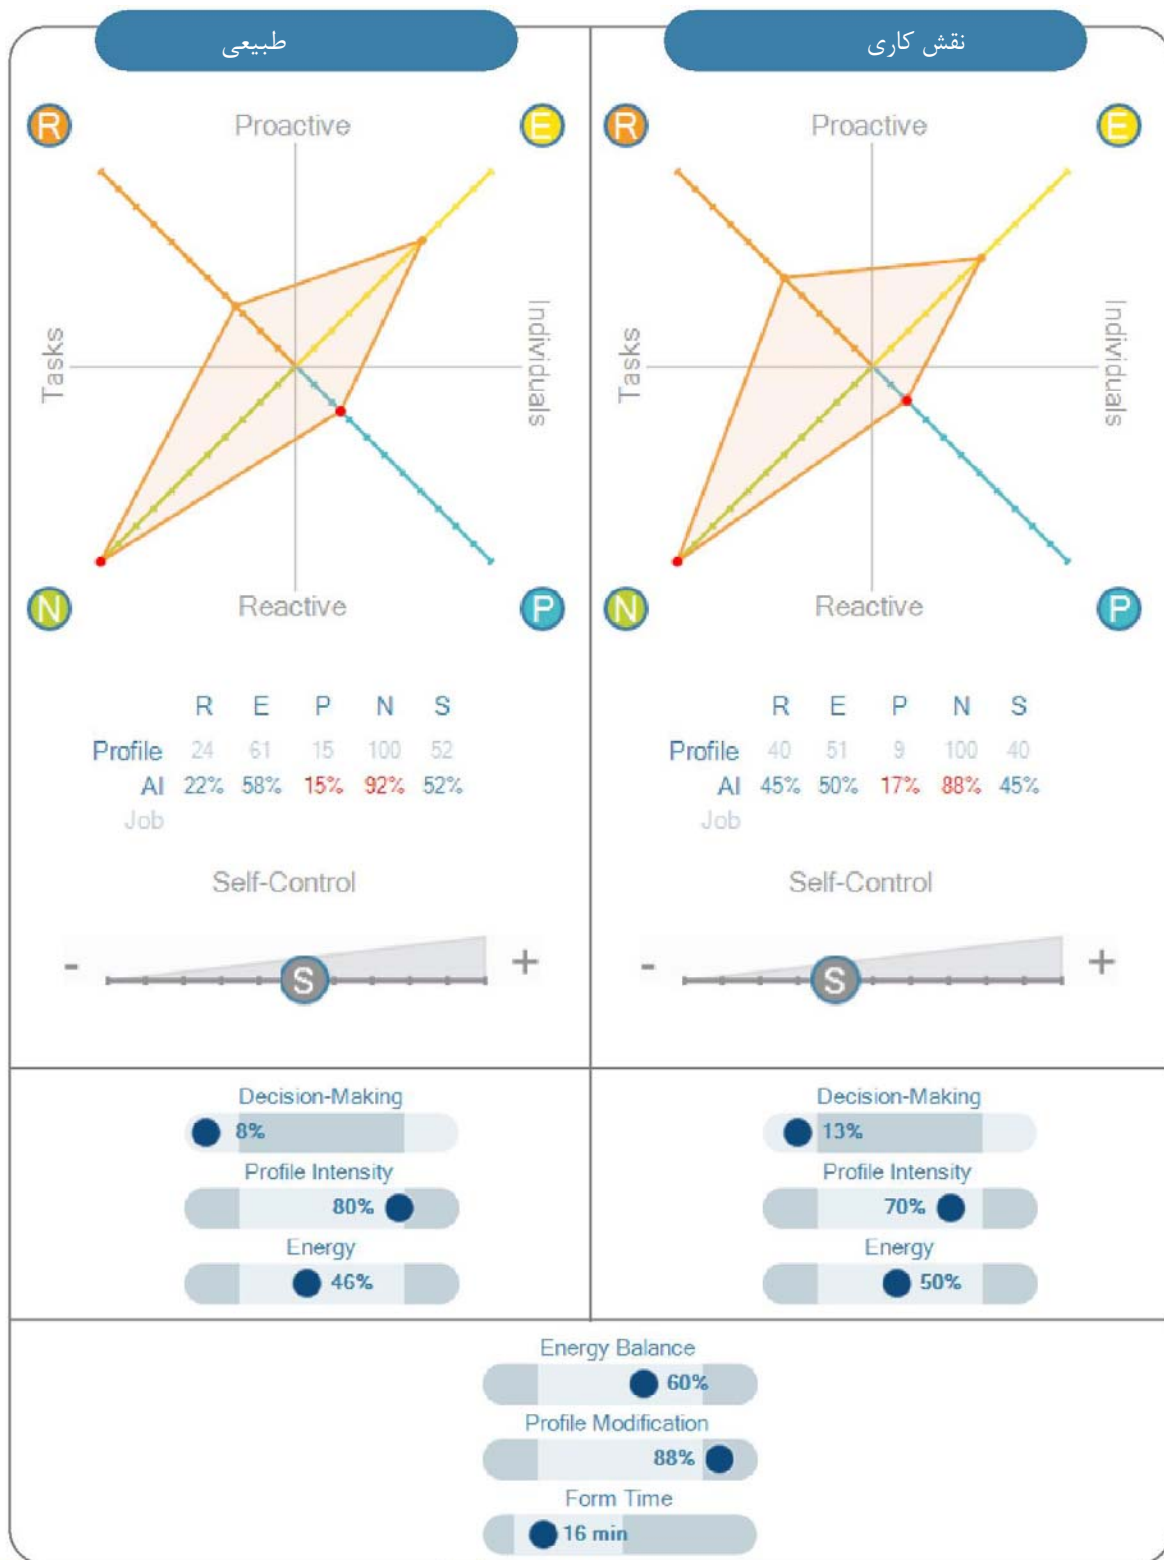 طبیعی
R
Proactive
E
Tasks
Individuals
N
Reactive
P
R E P N S
Profile 24 61 15 100 52
AI 22% 58% 15% 92% 52%
Job
Self-Control
- S +
Decision-Making
8%
Profile Intensity
80%
Energy
46%
نقش کاری
R
Proactive
E
Tasks
Individuals
N
Reactive
P
R E P N S
Profile 40 51 9 100 40
AI 45% 50% 17% 88% 45%
Job
Self-Control
- S +
Decision-Making
13%
Profile Intensity
70%
Energy
50%
Energy Balance
60%
Profile Modification
88%
Form Time
16 min